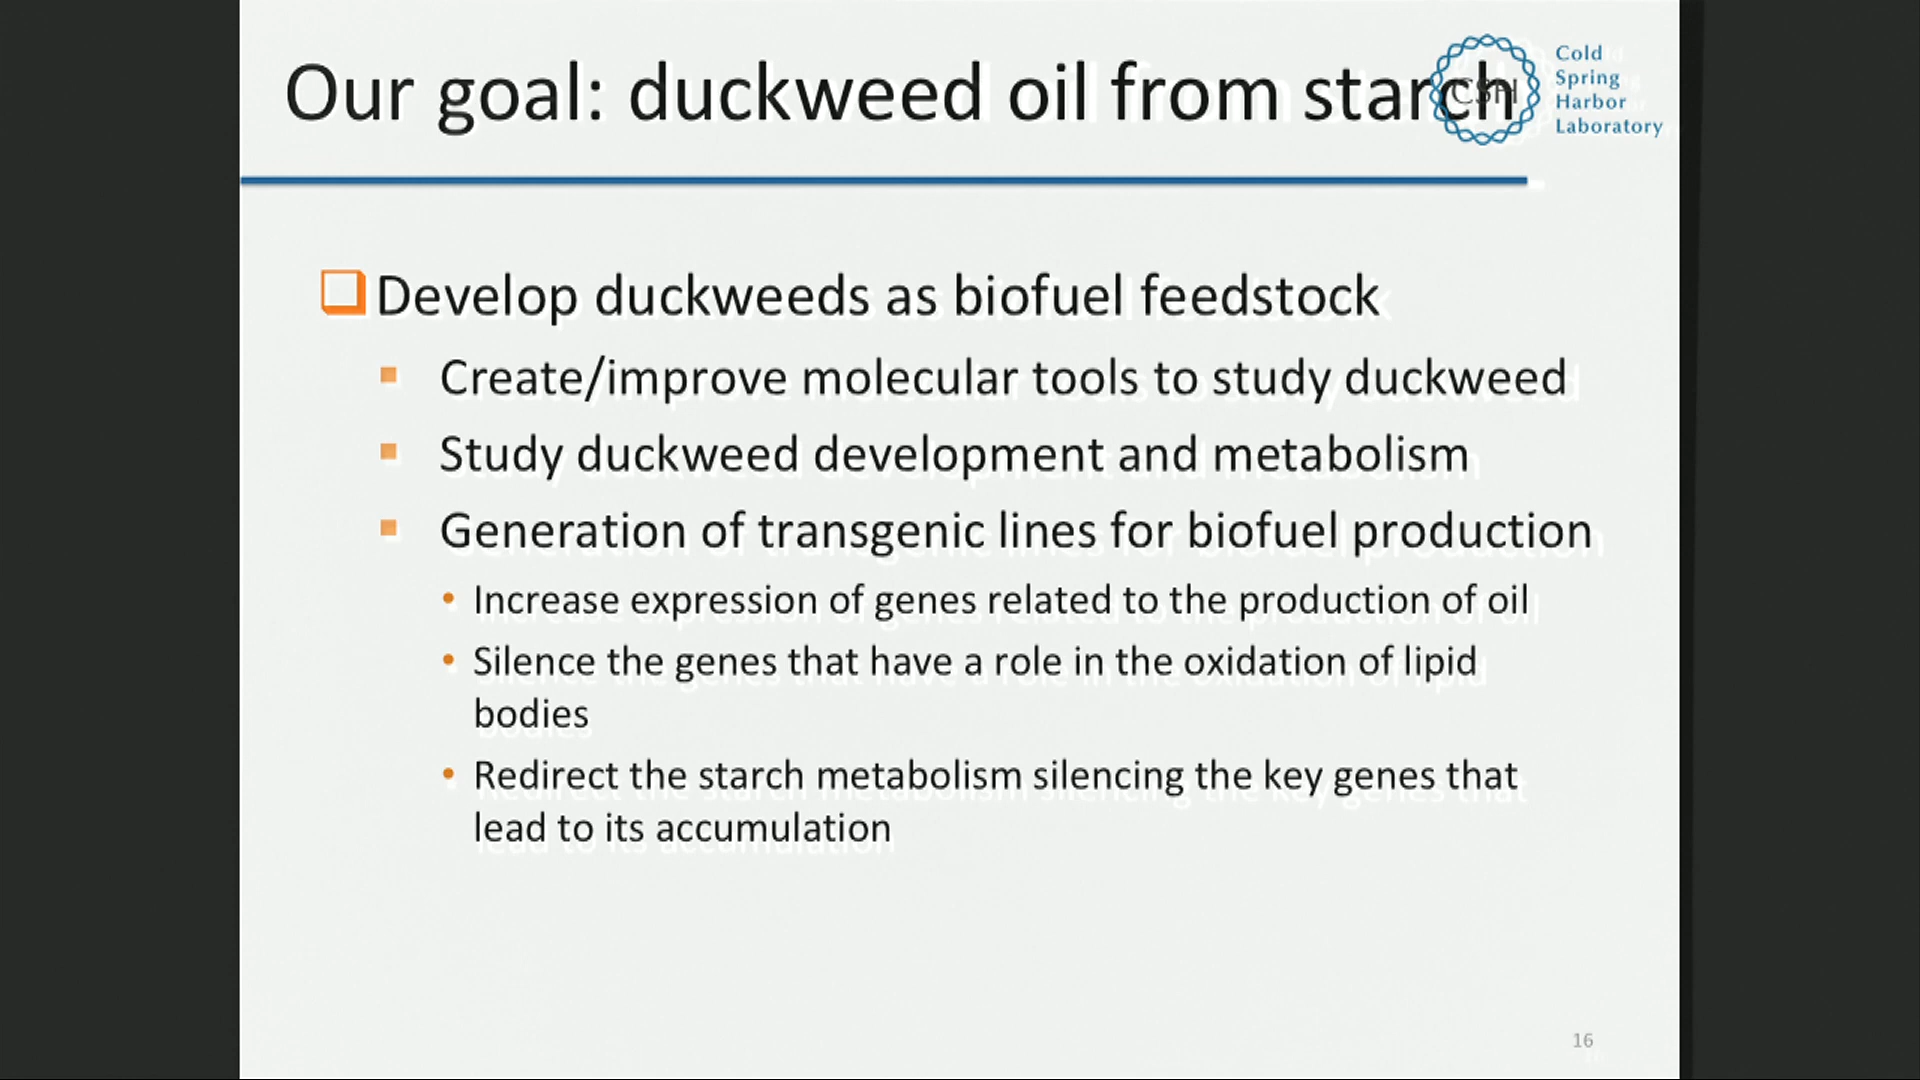 Our goal: duckweed oil from starch
CSH
Cold
Spring
Harbor
Laboratory
Develop duckweeds as biofuel feedstock
Create/improve molecular tools to study duckweed
Study duckweed development and metabolism
Generation of transgenic lines for biofuel production
Increase expression of genes related to the production of oil
Silence the genes that have a role in the oxidation of lipid
bodies
Redirect the starch metabolism silencing the key genes that
lead to its accumulation
16